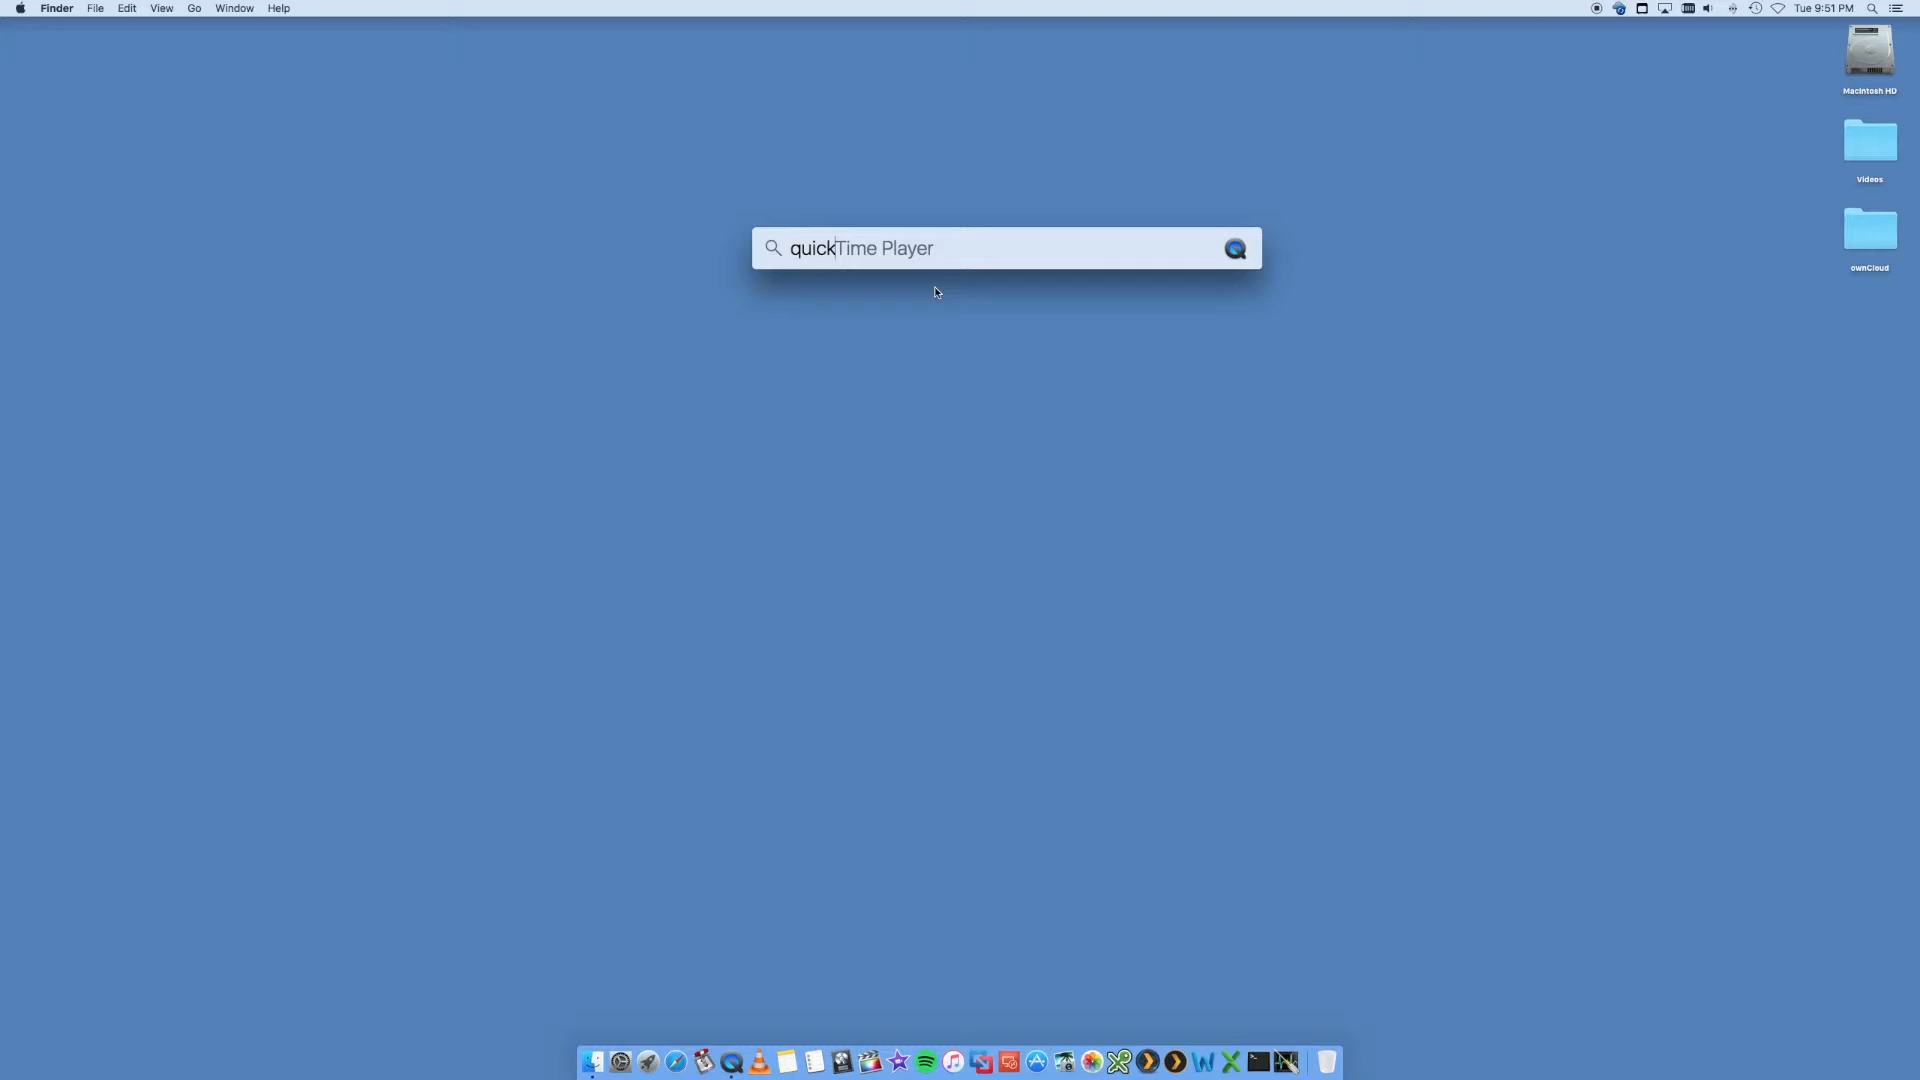 Finder File Edit View Go Window Help
Tue 9:51 PM
Macintosh HD
Videos
ownCloud
quickTime Player